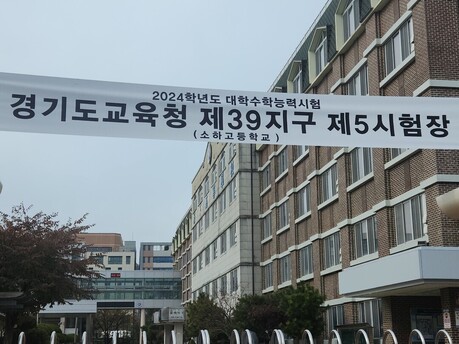 2024학년도 대학수학능력시험
경기도교육청 제39지구 제5시험장
(소하고등학교)